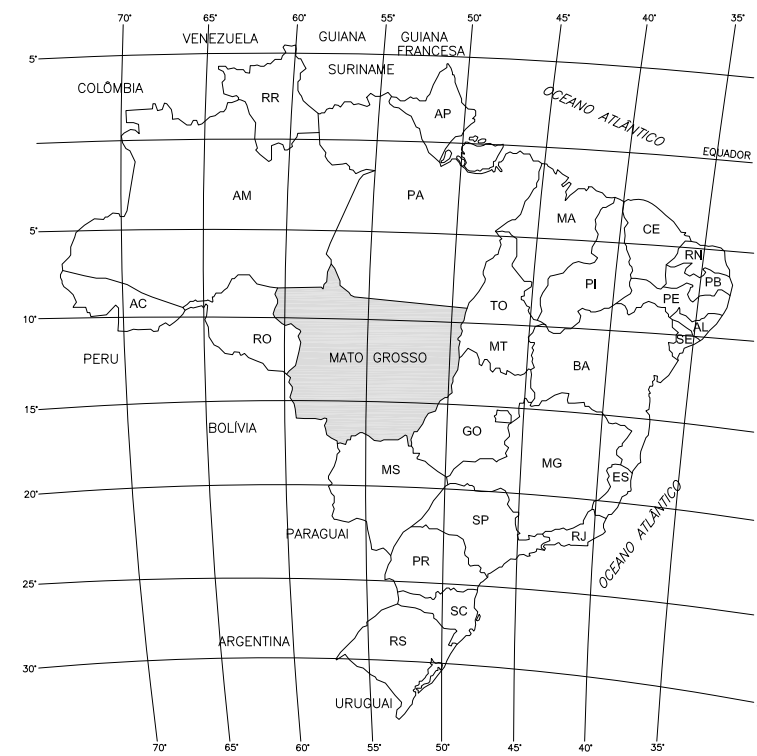 70° 65° 60° 55° 50° 45° 40° 35°
VENEZUELA GUIANA GUIANA
FRANCESA
5°
SURINAME
COLÔMBIA
RR
AP
OCEANO ATLÂNTICO
EQUADOR
AM
PA
MA
CE
5°
RN
PI
PB
PE
AC
TO
10°
AL
RO
SE
MT
PERU
MATO GROSSO
BA
15°
BOLÍVIA
GO
MG
MS
ES
20°
SP
PARAGUAI
RJ
OCEANO ATLÂNTICO
PR
25°
SC
ARGENTINA
RS
30°
URUGUAI
70° 65° 60° 55° 50° 45° 40° 35°